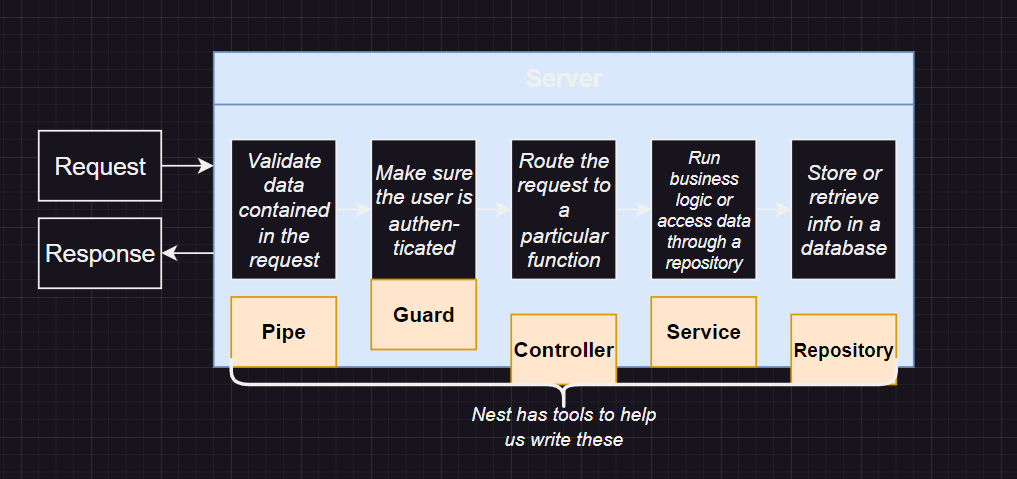 Server
Request
Response
Validate
data
contained
in the
request
Make sure
the user is
authen-
ticated
Route the
request to
a
particular
function
Run
business
logic or
access data
through a
repository
Store or
retrieve
info in a
database
Pipe
Guard
Controller
Service
Repository
Nest has tools to help
us write these